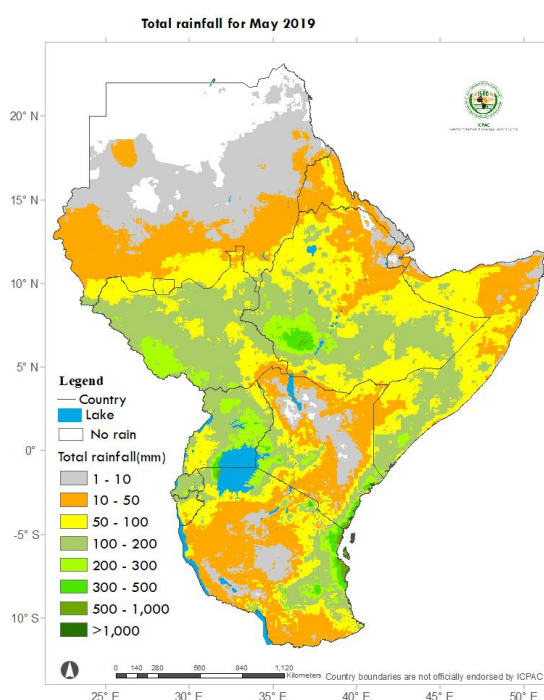 Total rainfall for May 2019
20° N
15° N
10° N
5° N
0°
5° S
10° S
ICPAC
Legend
Country
Lake
No rain
Total rainfall(mm)
1 - 10
10 - 50
50 - 100
100 - 200
200 - 300
300 - 500
500 - 1,000
>1,000
0 140 280 560 840 1,120
Kilometers
Country boundaries are not officially endorsed by ICPAC
25° E 30° E 35° E 40° E 45° E 50° E